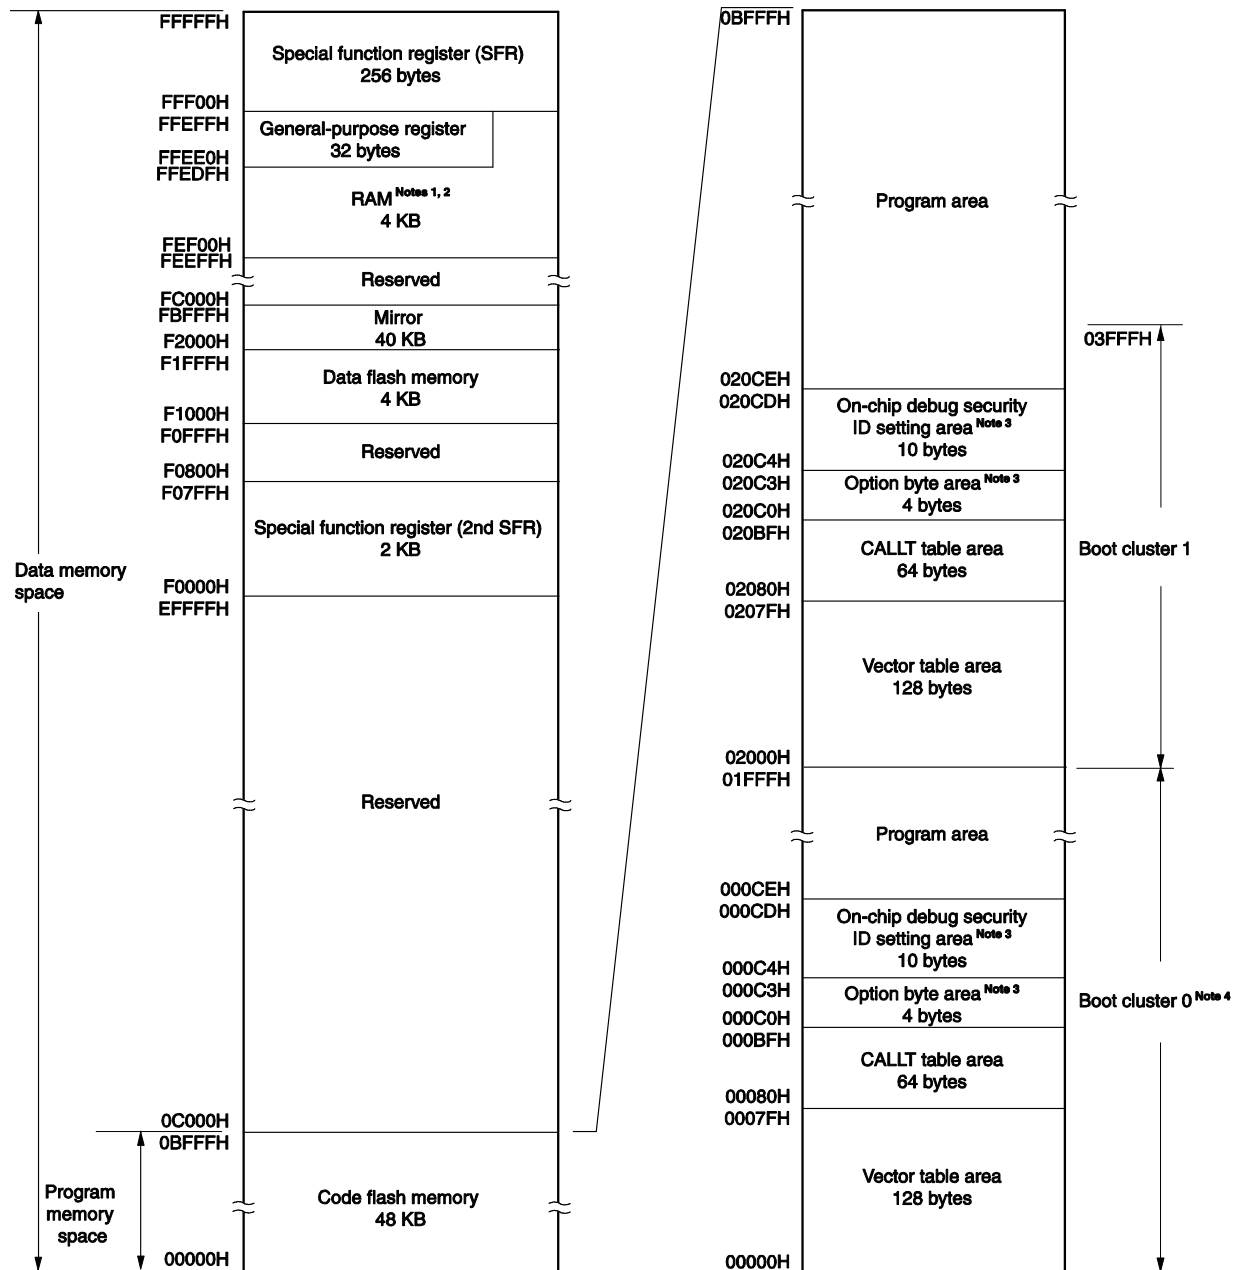 FFFFFH
Special function register (SFR)
256 bytes
FFF00H
FFEFFH
General-purpose register
32 bytes
FFEE0H
FFEDFH
RAM Notes 1, 2
4 KB
FEF00H
FEEFFH
Reserved
FC000H
FBFFFH
Mirror
40 KB
F2000H
F1FFFH
Data flash memory
4 KB
F1000H
F0FFFH
Reserved
F0800H
F07FFH
Special function register (2nd SFR)
2 KB
Data memory
space
F0000H
EFFFFH
Reserved
0C000H
0BFFFH
Program
memory
space
Code flash memory
48 KB
00000H
0BFFFH
Program area
03FFFH
020CEH
020CDH
On-chip debug security
ID setting area Note 3
10 bytes
020C4H
020C3H
Option byte area Note 3
4 bytes
020C0H
020BFH
CALLT table area
64 bytes
Boot cluster 1
02080H
0207FH
Vector table area
128 bytes
02000H
01FFFH
Program area
000CEH
000CDH
On-chip debug security
ID setting area Note 3
10 bytes
000C4H
000C3H
Option byte area Note 3
4 bytes
Boot cluster 0 Note 4
000C0H
000BFH
CALLT table area
64 bytes
00080H
0007FH
Vector table area
128 bytes
00000H